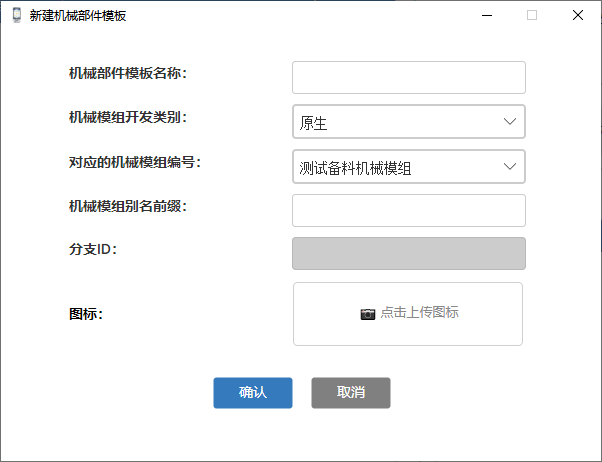 新建机械部件模板
机械部件模板名称：
机械模组开发类别： 原生
对应的机械模组编号： 测试备料机械模组
机械模组别名前缀：
分支ID：
图标： 点击上传图标
确认 取消